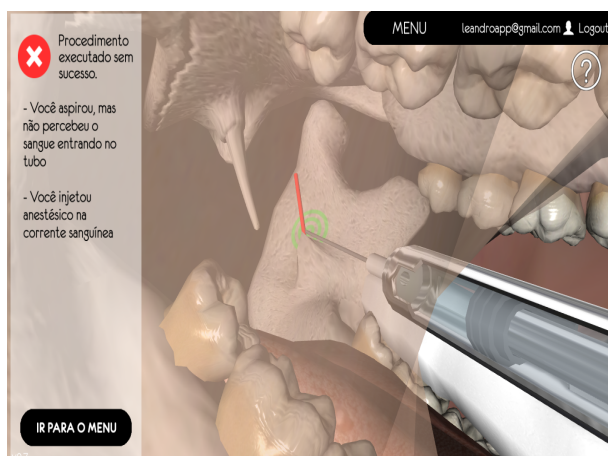 MENU
leandroapp@gmail.com
Logout
Procedimento
executado sem
sucesso.
- Você aspirou, mas
não percebeu o
sangue entrando no
tubo
- Você injetou
anestésico na
corrente sanguínea
IR PARA O MENU
?